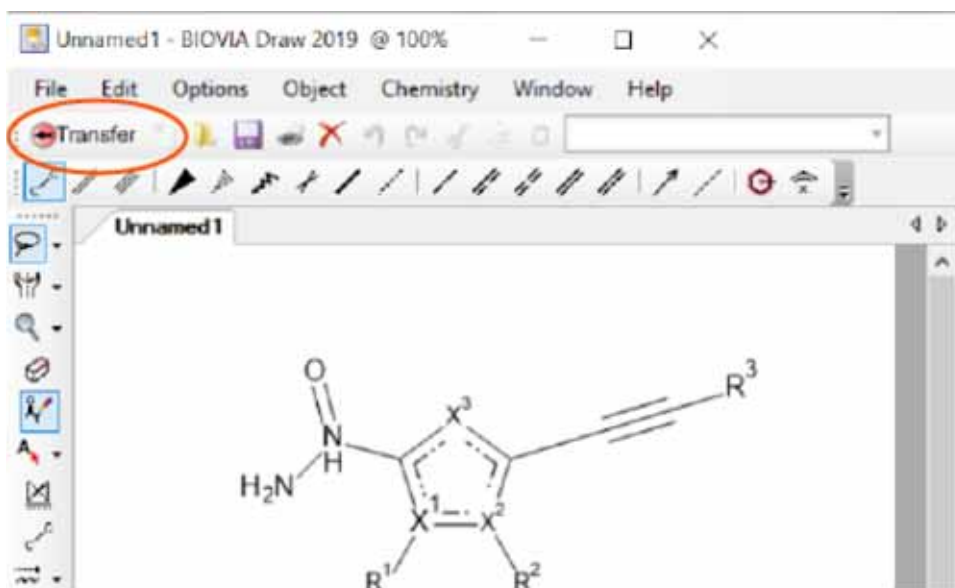 Unnamed1 - BIOVIA Draw 2019 @ 100%
File Edit Options Object Chemistry Window Help
Transfer
Unnamed1
O
R3
X3
N
H
H2N
X1 X2
R1 R2